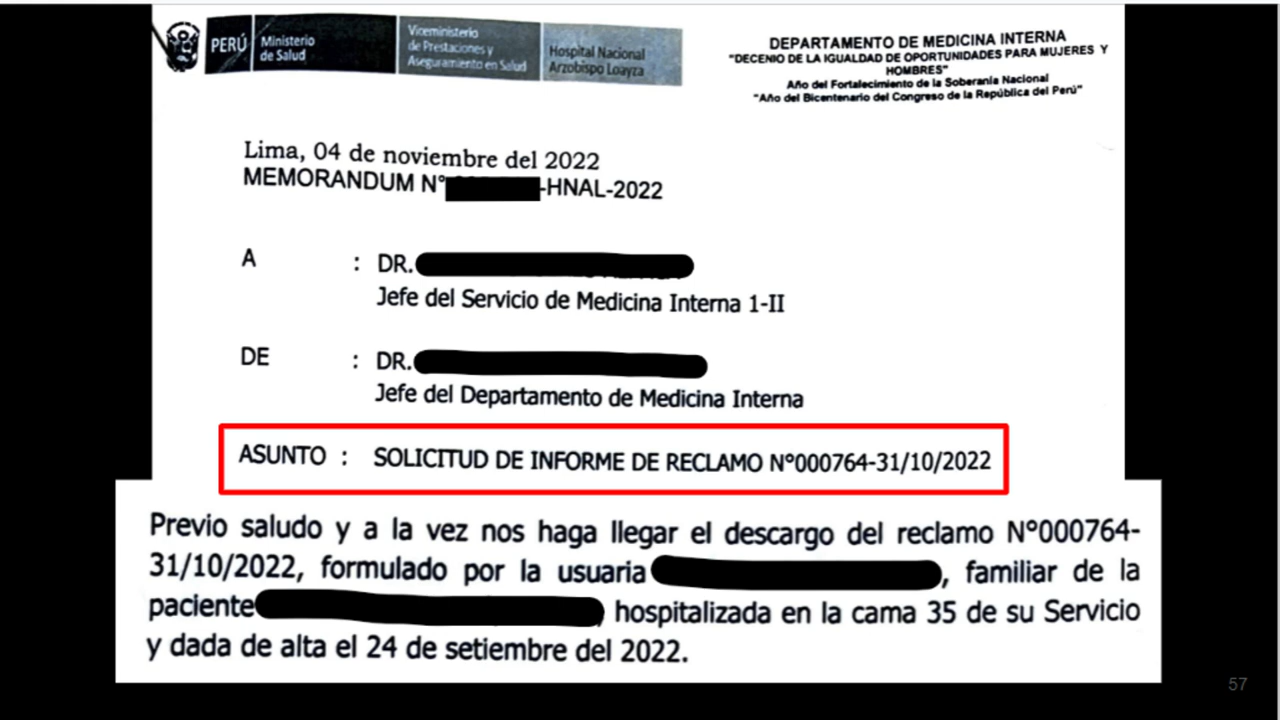 PERÚ
Ministerio
de Salud
Viceministerio
de Prestaciones y
Aseguramiento en Salud
Hospital Nacional
Arzobispo Loayza
DEPARTAMENTO DE MEDICINA INTERNA
"DECENIO DE LA IGUALDAD DE OPORTUNIDADES PARA MUJERES Y
HOMBRES"
Año del Fortalecimiento de la Soberanía Nacional
"Año del Bicentenario del Congreso de la República del Perú"
Lima, 04 de noviembre del 2022
MEMORANDUM N° -HNAL-2022
A : DR.
Jefe del Servicio de Medicina Interna 1-II
DE : DR.
Jefe del Departamento de Medicina Interna
ASUNTO : SOLICITUD DE INFORME DE RECLAMO N°000764-31/10/2022
Previo saludo y a la vez nos haga llegar el descargo del reclamo N°000764-
31/10/2022, formulado por la usuaria , familiar de la
paciente , hospitalizada en la cama 35 de su Servicio
y dada de alta el 24 de setiembre del 2022.
57